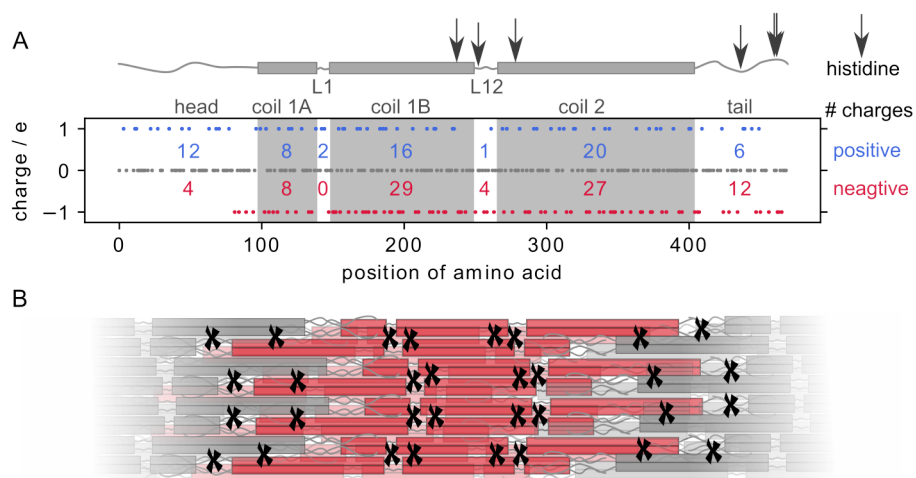 A
histidine
L1
L12
head coil 1A coil 1B coil 2 tail # charges
charge / e
1
12 8 2 16 1 20 6 positive
0
4 8 0 29 4 27 12 neagtive
−1
0 100 200 300 400
position of amino acid
B